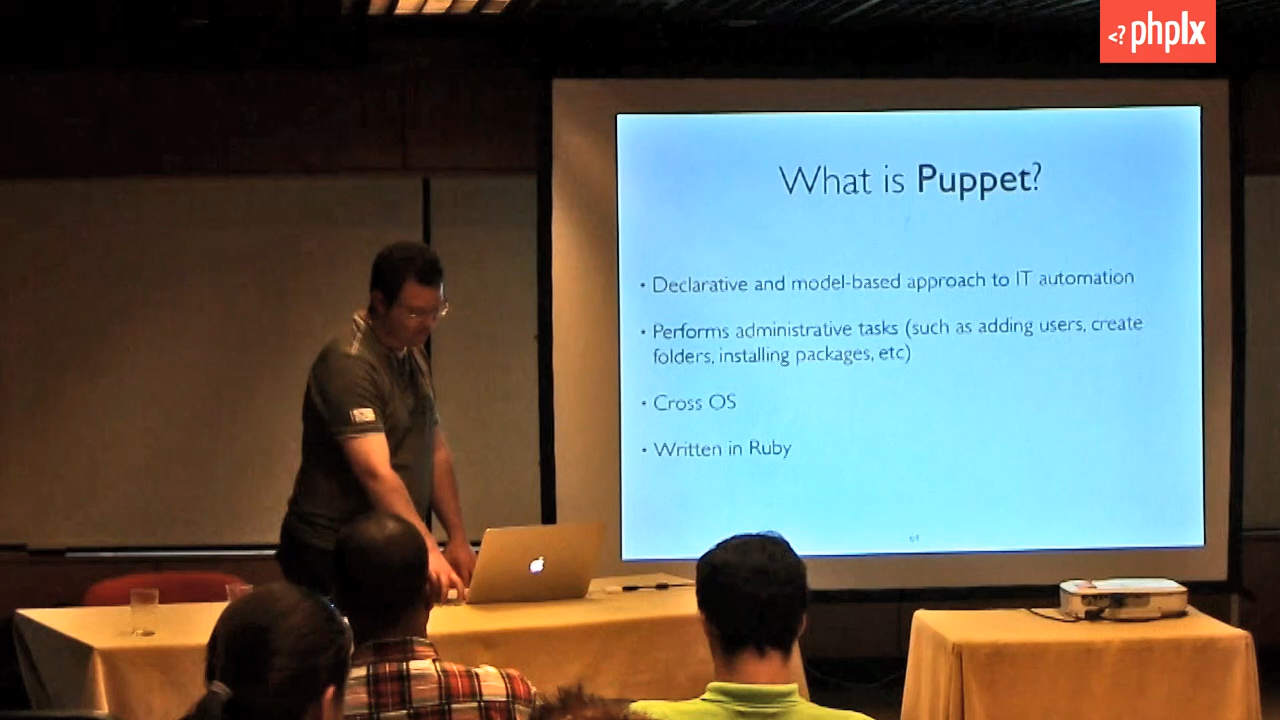 <? phplx
What is Puppet?
• Declarative and model-based approach to IT automation
• Performs administrative tasks (such as adding users, create
folders, installing packages, etc)
• Cross OS
• Written in Ruby